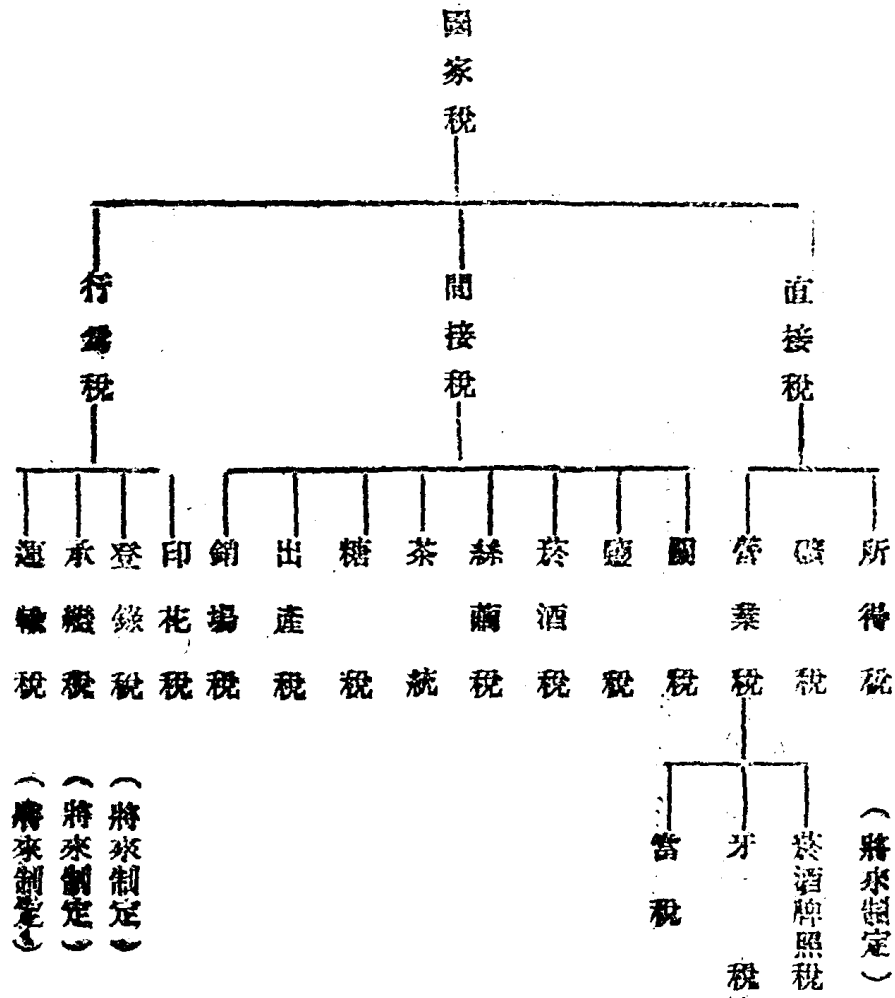 國家稅
直接稅
間接稅
行為稅
所得稅
礦稅
營業稅
關稅
鹽稅
菸酒稅
絲繭稅
茶統
糖稅
出產稅
銷場稅
印花稅
登錄稅
承繼稅
運輸稅
(將來制定)
菸酒牌照稅
牙稅
當稅
(將來制定)
(將來制定)
(將來制定)